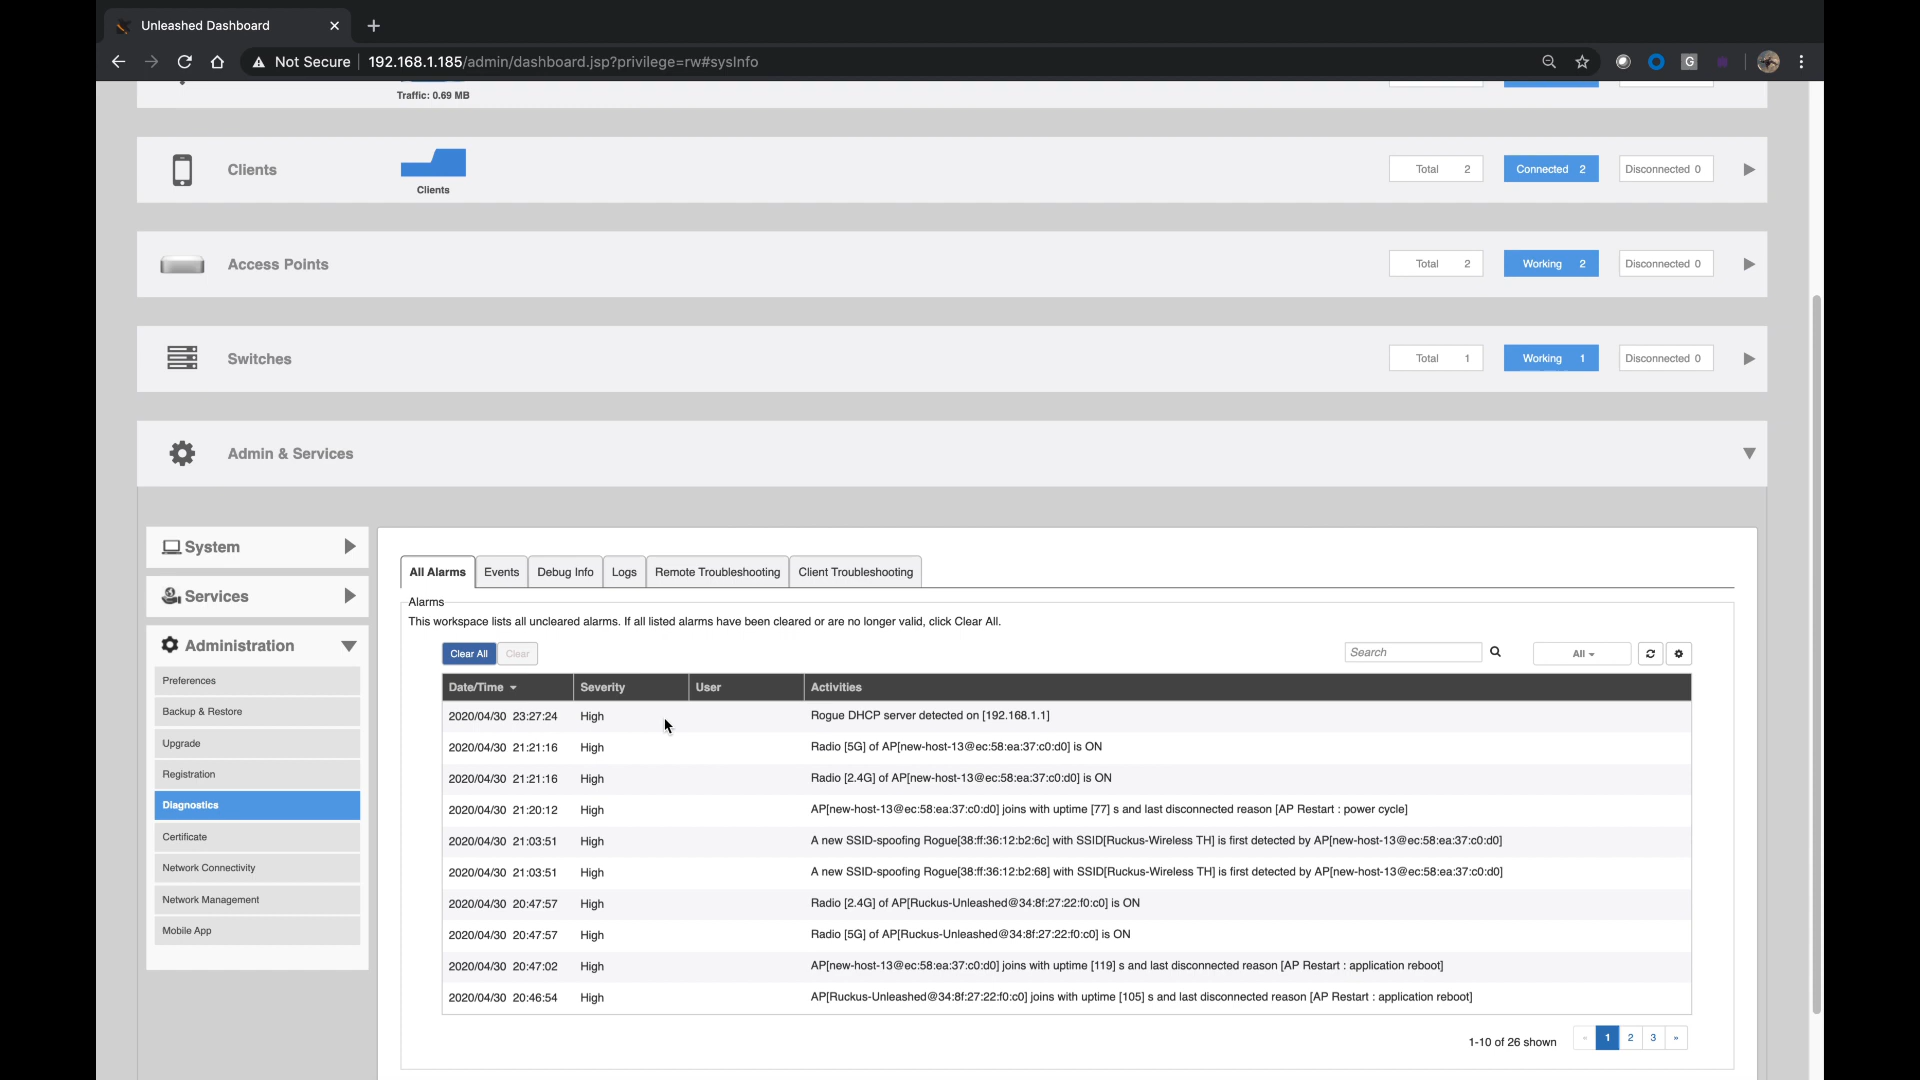 Unleashed Dashboard
Not Secure 192.168.1.185/admin/dashboard.jsp?privilege=rw#sysInfo
G
Traffic: 0.69 MB
Clients Clients Total 2 Connected 2 Disconnected 0
Access Points Total 2 Working 2 Disconnected 0
Switches Total 1 Working 1 Disconnected 0
Admin & Services
System
Services
Administration
Preferences
Backup & Restore
Upgrade
Registration
Diagnostics
Certificate
Network Connectivity
Network Management
Mobile App
All Alarms Events Debug Info Logs Remote Troubleshooting Client Troubleshooting
Alarms
This workspace lists all uncleared alarms. If all listed alarms have been cleared or are no longer valid, click Clear All.
Clear All Clear Search All
Date/Time Severity User Activities
2020/04/30 23:27:24 High Rogue DHCP server detected on [192.168.1.1]
2020/04/30 21:21:16 High Radio [5G] of AP[new-host-13@ec:58:ea:37:c0:d0] is ON
2020/04/30 21:21:16 High Radio [2.4G] of AP[new-host-13@ec:58:ea:37:c0:d0] is ON
2020/04/30 21:20:12 High AP[new-host-13@ec:58:ea:37:c0:d0] joins with uptime [77] s and last disconnected reason [AP Restart : power cycle]
2020/04/30 21:03:51 High A new SSID-spoofing Rogue[38:ff:36:12:b2:6c] with SSID[Ruckus-Wireless TH] is first detected by AP[new-host-13@ec:58:ea:37:c0:d0]
2020/04/30 21:03:51 High A new SSID-spoofing Rogue[38:ff:36:12:b2:68] with SSID[Ruckus-Wireless TH] is first detected by AP[new-host-13@ec:58:ea:37:c0:d0]
2020/04/30 20:47:57 High Radio [2.4G] of AP[Ruckus-Unleashed@34:8f:27:22:f0:c0] is ON
2020/04/30 20:47:57 High Radio [5G] of AP[Ruckus-Unleashed@34:8f:27:22:f0:c0] is ON
2020/04/30 20:47:02 High AP[new-host-13@ec:58:ea:37:c0:d0] joins with uptime [119] s and last disconnected reason [AP Restart : application reboot]
2020/04/30 20:46:54 High AP[Ruckus-Unleashed@34:8f:27:22:f0:c0] joins with uptime [105] s and last disconnected reason [AP Restart : application reboot]
1-10 of 26 shown « 1 2 3 »